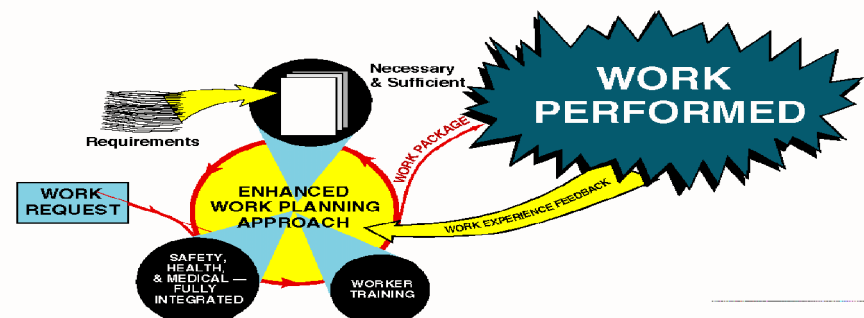 Necessary
& Sufficient
Requirements
WORK
PERFORMED
WORK PACKAGE
WORK
REQUEST
ENHANCED
WORK PLANNING
APPROACH
WORK EXPERIENCE FEEDBACK
SAFETY,
HEALTH,
& MEDICAL —
FULLY
INTEGRATED
WORKER
TRAINING